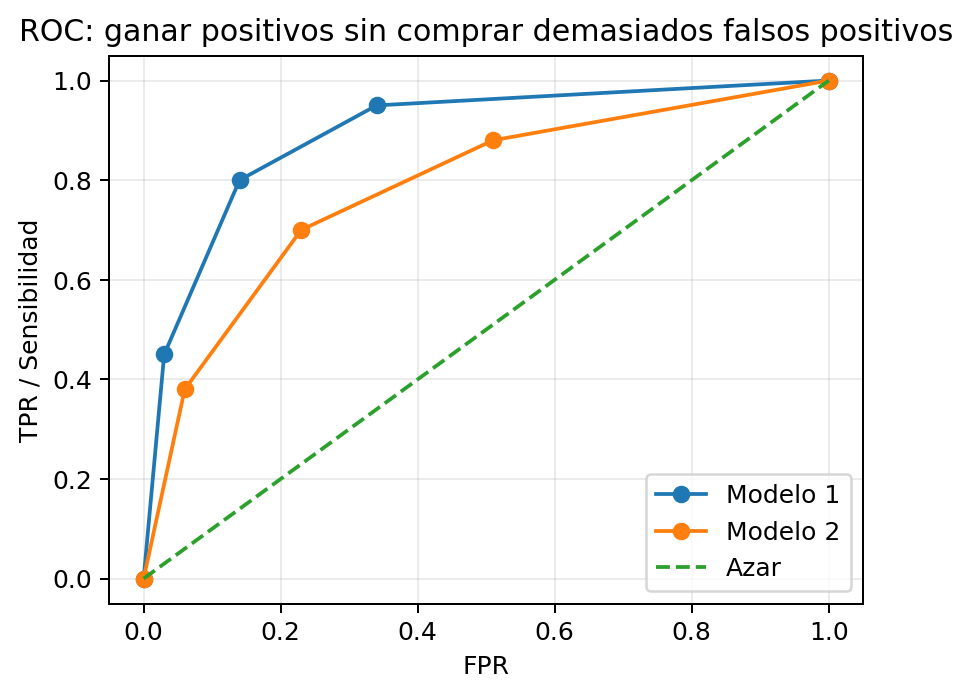 ROC: ganar positivos sin comprar demasiados falsos positivos
1.0
0.8
0.6
0.4
0.2
0.0
TPR / Sensibilidad
0.0 0.2 0.4 0.6 0.8 1.0
FPR
Modelo 1
Modelo 2
Azar